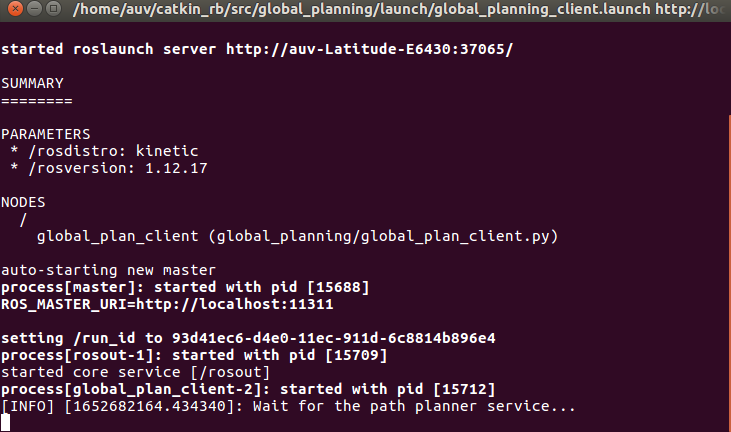 /home/auv/catkin_rb/src/global_planning/launch/global_planning_client.launch http://loc
started roslaunch server http://auv-Latitude-E6430:37065/
SUMMARY
========
PARAMETERS
* /rosdistro: kinetic
* /rosversion: 1.12.17
NODES
/
global_plan_client (global_planning/global_plan_client.py)
auto-starting new master
process[master]: started with pid [15688]
ROS_MASTER_URI=http://localhost:11311
setting /run_id to 93d41ec6-d4e0-11ec-911d-6c8814b896e4
process[rosout-1]: started with pid [15709]
started core service [/rosout]
process[global_plan_client-2]: started with pid [15712]
[INFO] [1652682164.434340]: Wait for the path planner service...